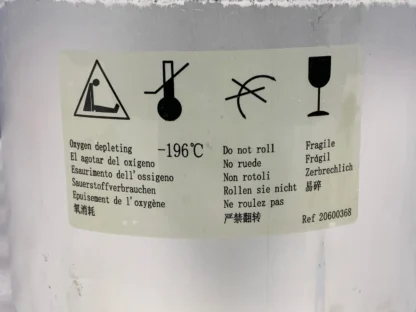 Oxygen depleting
El agotar del oxigeno
Esaurimento dell'ossigeno
Sauerstoffverbrauchen
Epuisement de l'oxygène
氧消耗
-196℃
Do not roll
No ruede
Non rotoli
Rollen sie nicht
Ne roulez pas
严禁翻转
Fragile
Frágil
Zerbrechlich
易碎
Ref 20600368